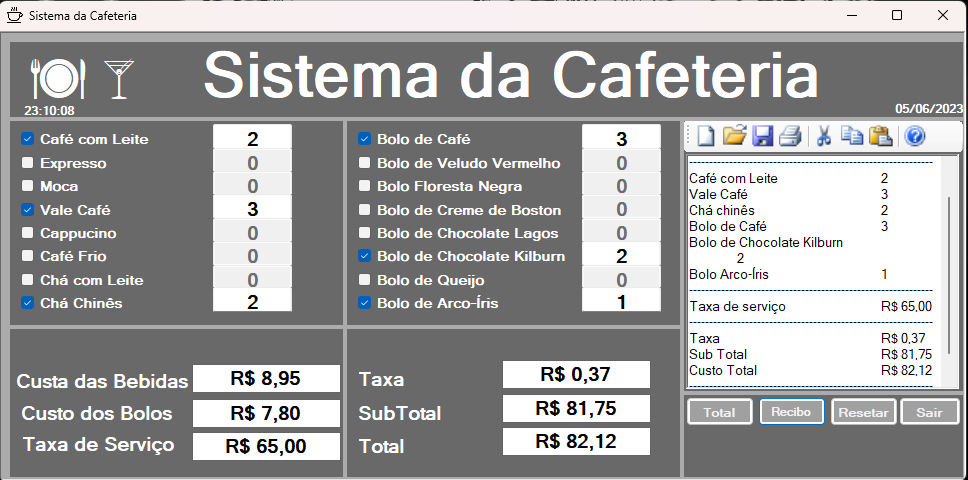 Sistema da Cafeteria
Sistema da Cafeteria
23:10:08
05/06/2023
Café com Leite 2
Expresso 0
Moca 0
Vale Café 3
Cappucino 0
Café Frio 0
Chá com Leite 0
Chá Chinês 2
Bolo de Café 3
Bolo de Veludo Vermelho 0
Bolo Floresta Negra 0
Bolo de Creme de Boston 0
Bolo de Chocolate Lagos 0
Bolo de Chocolate Kilburn 2
Bolo de Queijo 0
Bolo de Arco-Íris 1
Café com Leite 2
Vale Café 3
Chá chinês 2
Bolo de Café 3
Bolo de Chocolate Kilburn
2
Bolo Arco-Íris 1
Taxa de serviço R$ 65,00
Taxa R$ 0,37
Sub Total R$ 81,75
Custo Total R$ 82,12
Custa das Bebidas R$ 8,95
Custo dos Bolos R$ 7,80
Taxa de Serviço R$ 65,00
Taxa R$ 0,37
SubTotal R$ 81,75
Total R$ 82,12
Total Recibo Resetar Sair